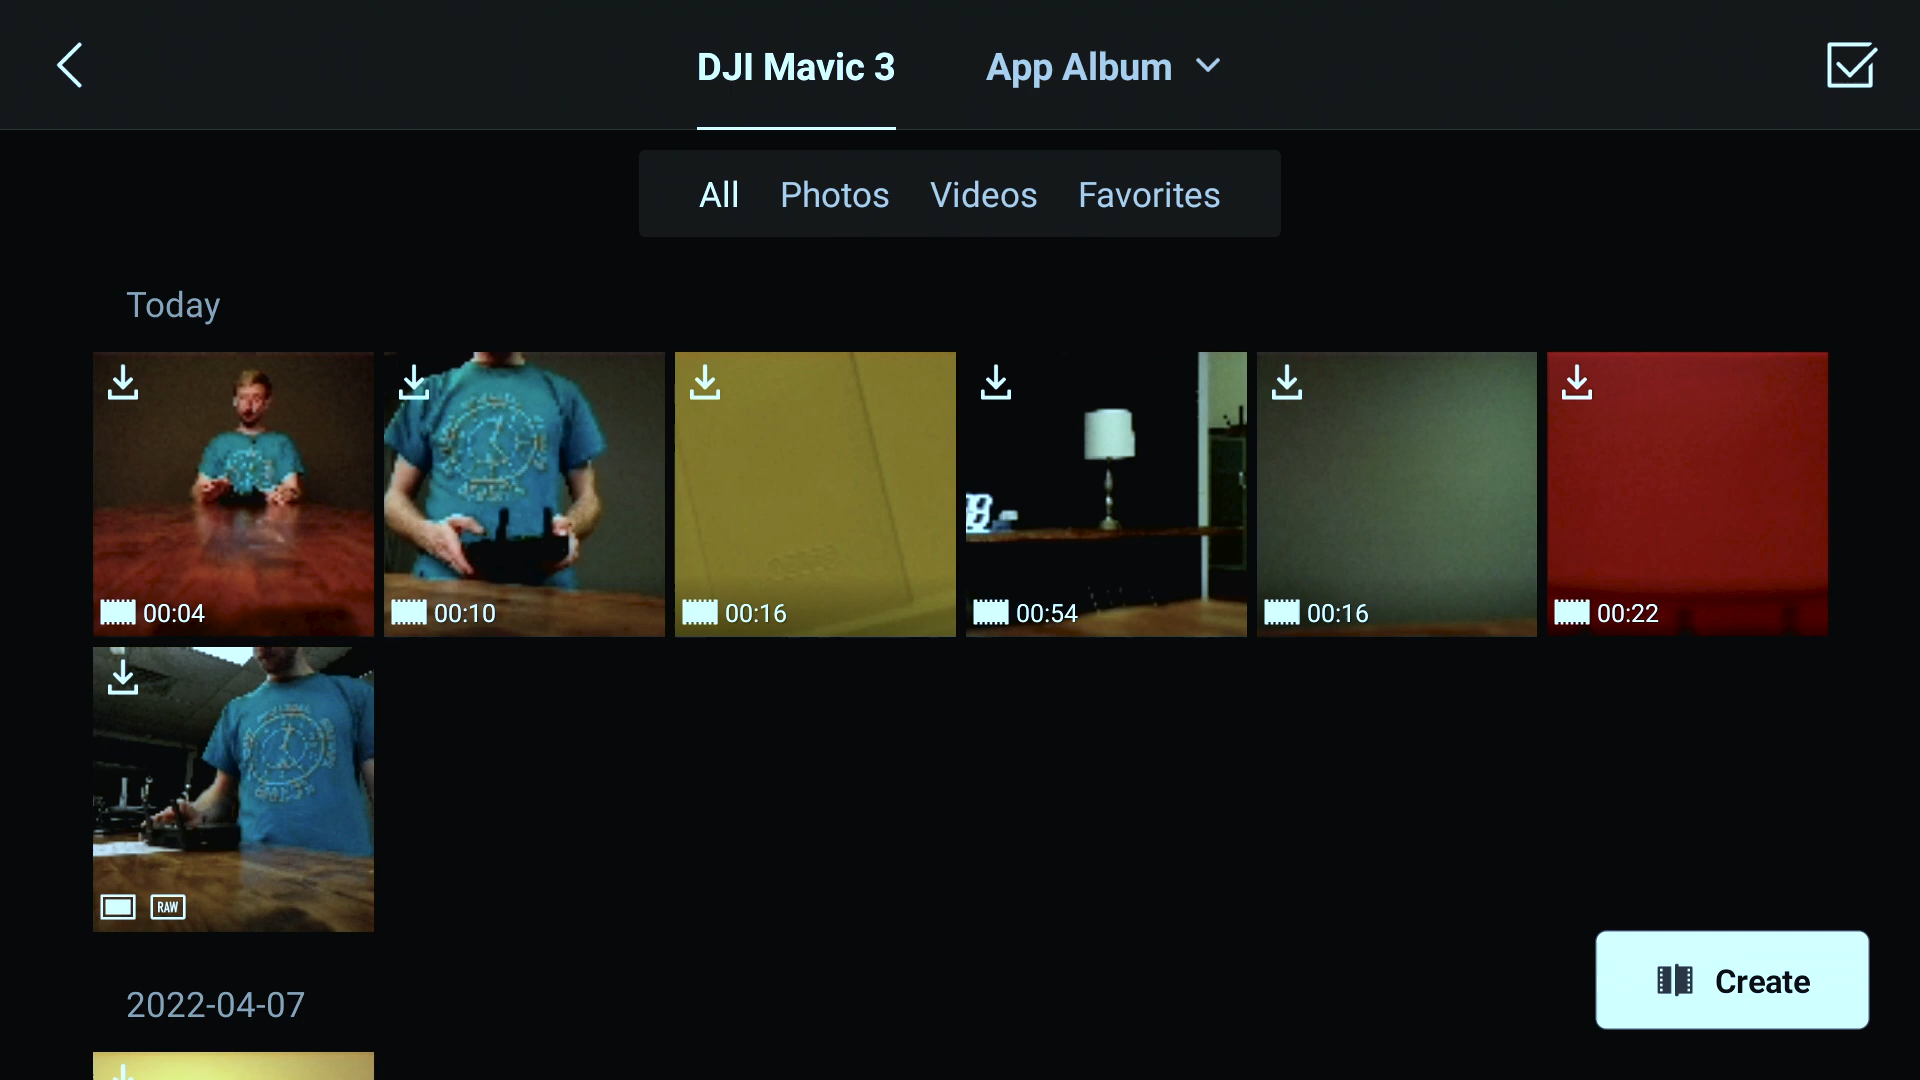 DJI Mavic 3 App Album
All Photos Videos Favorites
Today
00:04 00:10 00:16 00:54 00:16 00:22
RAW
2022-04-07
Create